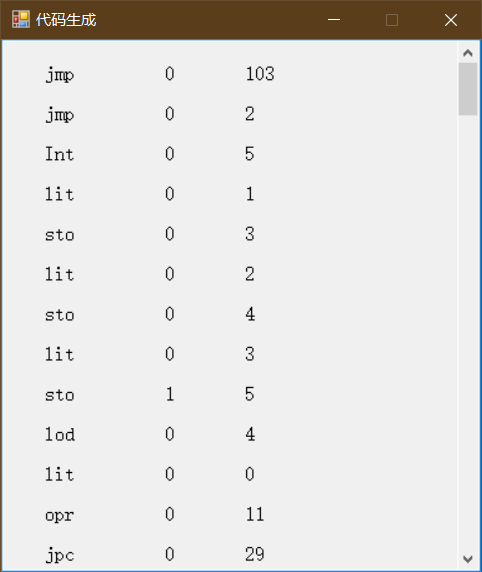 代码生成
jmp 0 103
jmp 0 2
Int 0 5
lit 0 1
sto 0 3
lit 0 2
sto 0 4
lit 0 3
sto 1 5
lod 0 4
lit 0 0
opr 0 11
jpc 0 29